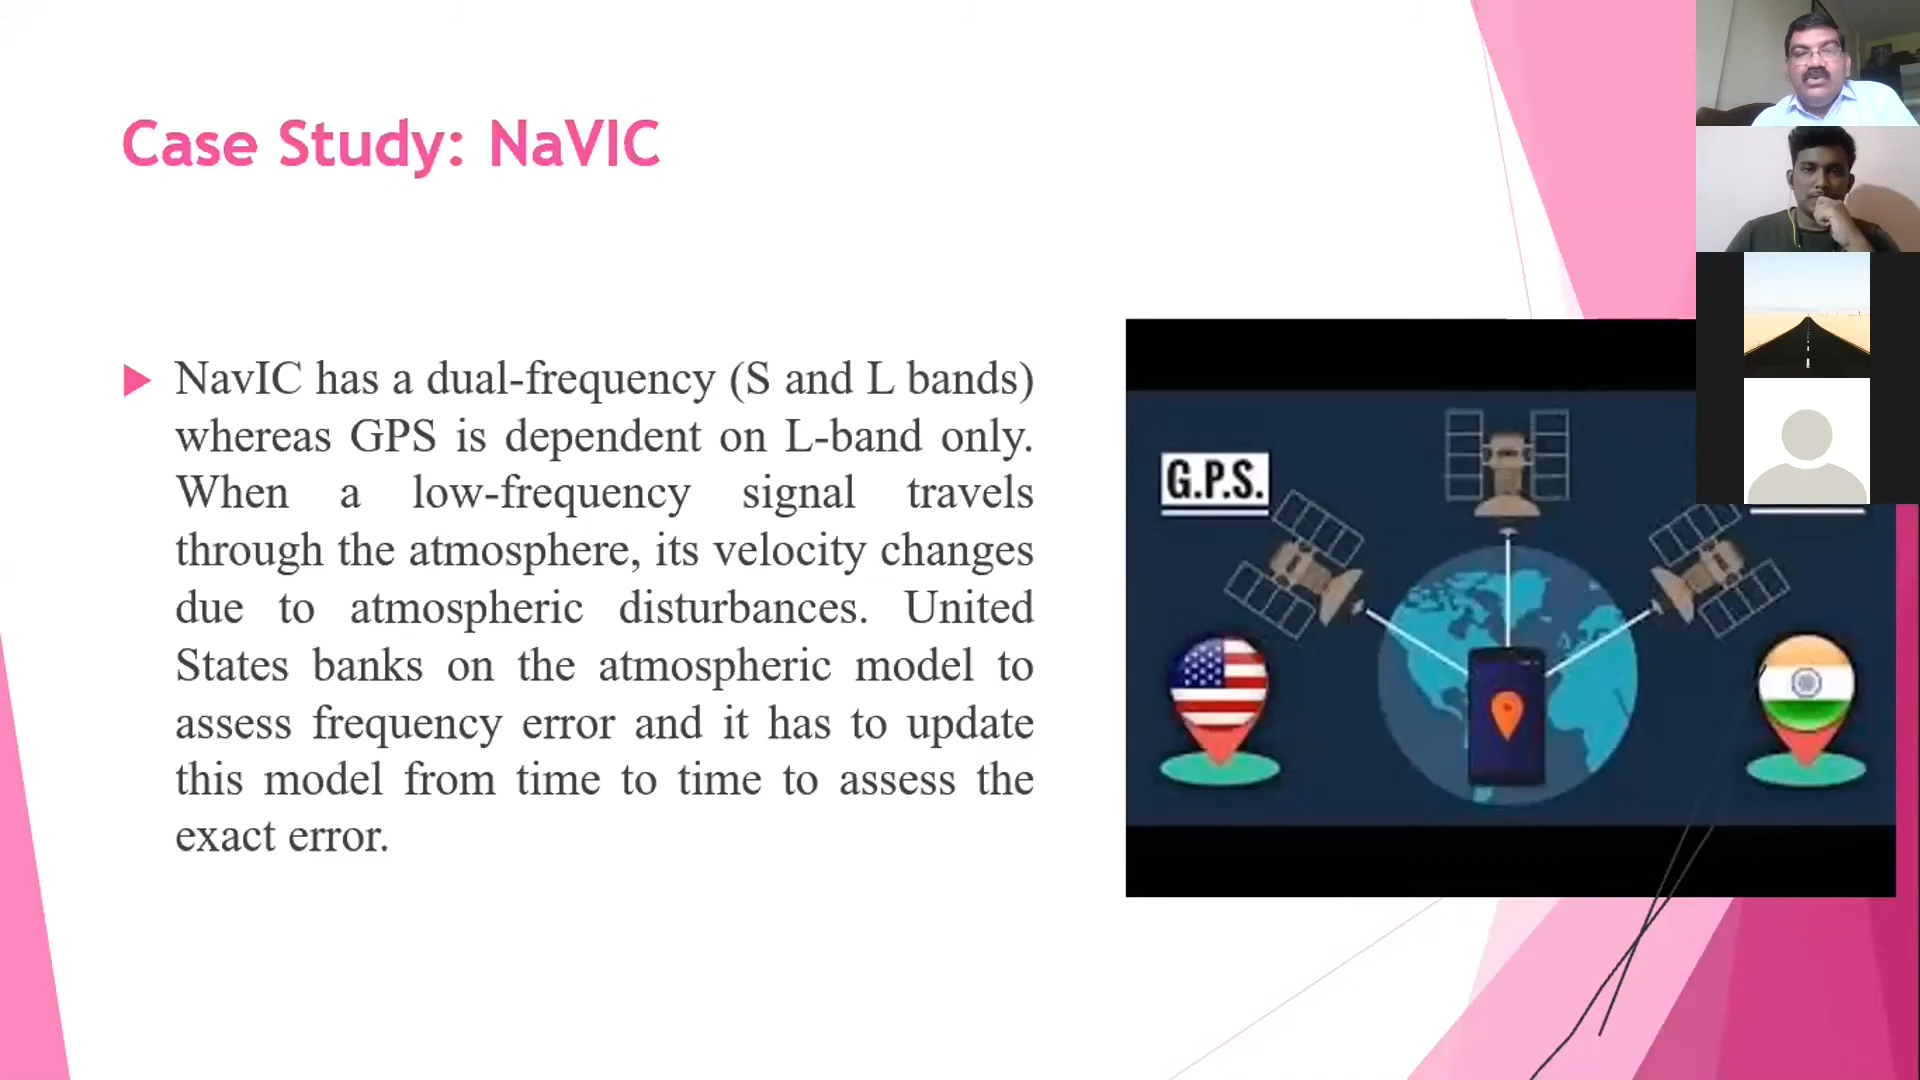 Case Study: NaVIC
NavIC has a dual-frequency (S and L bands)
whereas GPS is dependent on L-band only.
When a low-frequency signal travels
through the atmosphere, its velocity changes
due to atmospheric disturbances. United
States banks on the atmospheric model to
assess frequency error and it has to update
this model from time to time to assess the
exact error.
G.P.S.